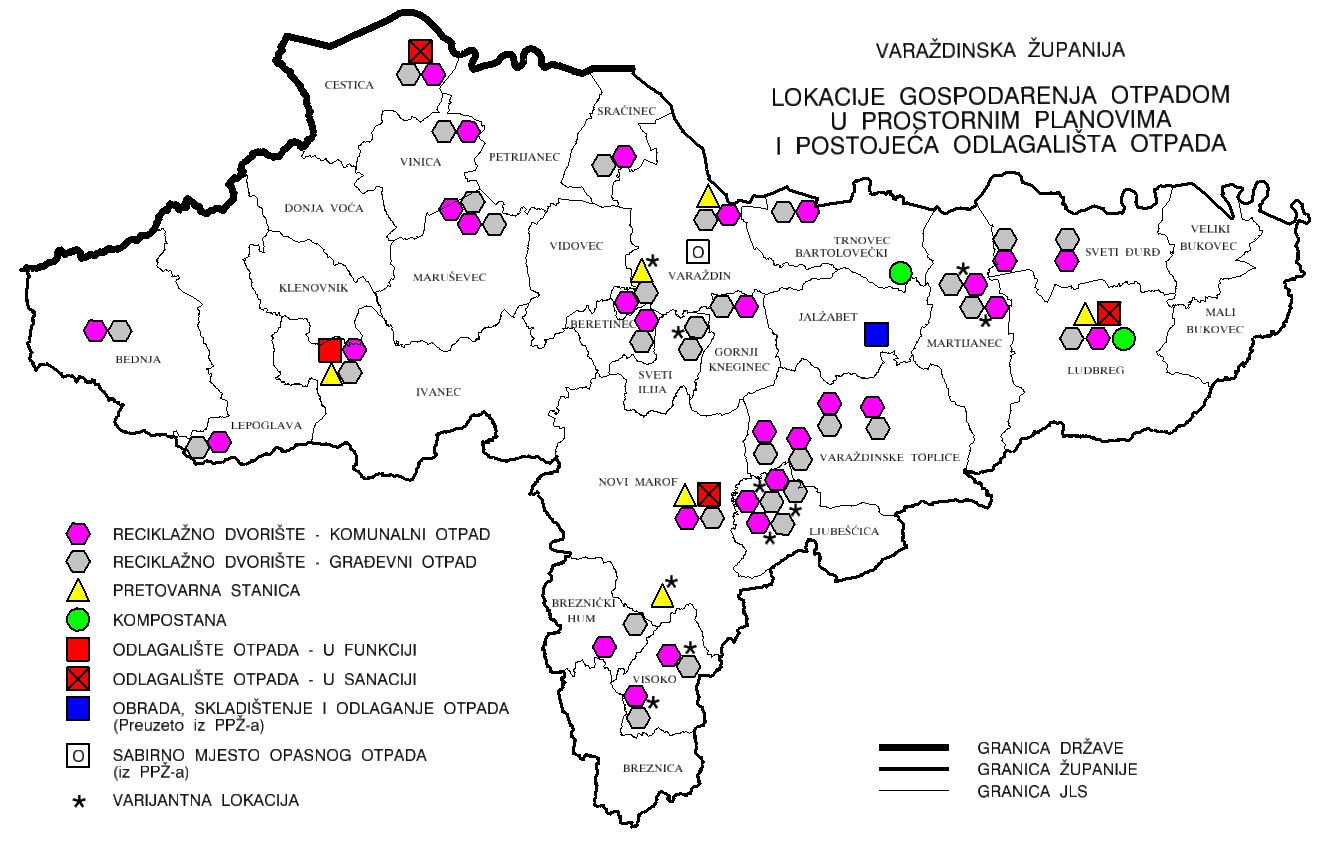 VARAŽDINSKA ŽUPANIJA
LOKACIJE GOSPODARENJA OTPADOM
U PROSTORNIM PLANOVIMA
I POSTOJEĆA ODLAGALIŠTA OTPADA
CESTICA
SRAČINEC
VINICA
PETRIJANEC
DONJA VOĆA
VIDOVEC
TRNOVEC
BARTOLOVEČKI
SVETI ĐURĐ
VELIKI
BUKOVEC
O
VARAŽDIN
*
*
MARUŠEVEC
KLENOVNIK
BERETINEC
*
JALŽABET
MARTIJANEC
*
MALI
BUKOVEC
BEDNJA
GORNJI
KNEGINEC
SVETI
ILIJA
LUDBREG
IVANEC
LEPOGLAVA
VARAŽDINSKE TOPLICE
NOVI MAROF
*
*
*
LJUBEŠĆICA
*
BREZNIČKI
HUM
*
VISOKO
*
BREZNICA
RECIKLAŽNO DVORIŠTE - KOMUNALNI OTPAD
RECIKLAŽNO DVORIŠTE - GRAĐEVNI OTPAD
PRETOVARNA STANICA
KOMPOSTANA
ODLAGALIŠTE OTPADA - U FUNKCIJI
ODLAGALIŠTE OTPADA - U SANACIJI
OBRADA, SKLADIŠTENJE I ODLAGANJE OTPADA
(Preuzeto iz PPŽ-a)
O SABIRNO MJESTO OPASNOG OTPADA
(iz PPŽ-a)
* VARIJANTNA LOKACIJA
GRANICA DRŽAVE
GRANICA ŽUPANIJE
GRANICA JLS